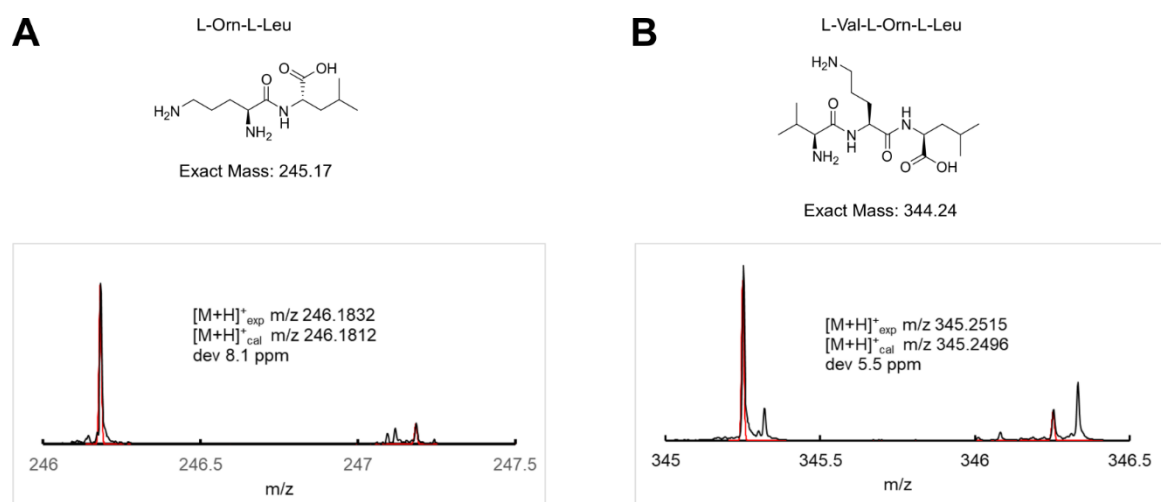 A
L-Orn-L-Leu
O
OH
O
H₂N
N
H
NH₂
Exact Mass: 245.17
[M+H]⁺exp m/z 246.1832
[M+H]⁺cal m/z 246.1812
dev 8.1 ppm
246 246.5 247 247.5
m/z
B
L-Val-L-Orn-L-Leu
H₂N
O
H
N
N
H
NH₂
O
O
OH
Exact Mass: 344.24
[M+H]⁺exp m/z 345.2515
[M+H]⁺cal m/z 345.2496
dev 5.5 ppm
345 345.5 346 346.5
m/z